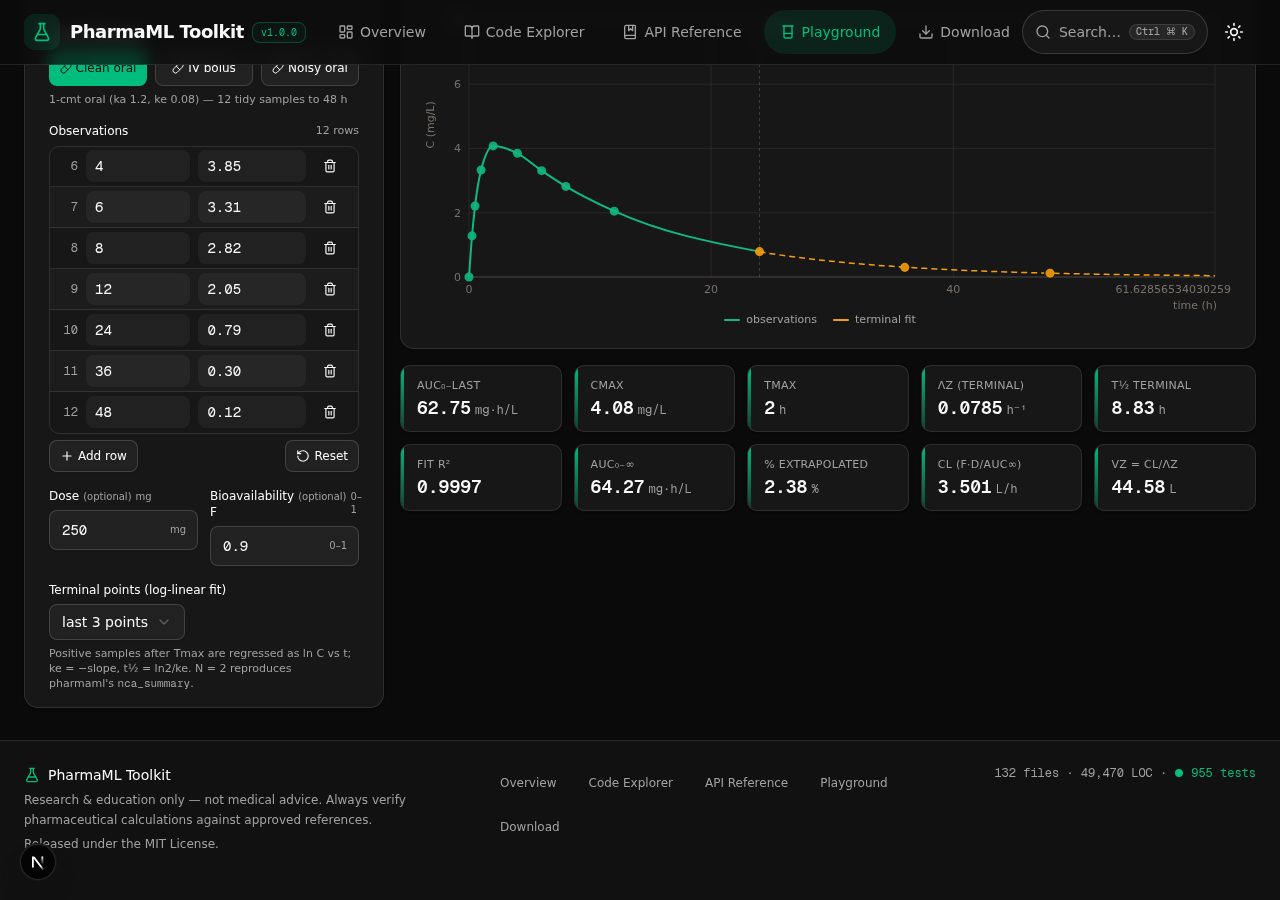 PharmaML Toolkit v1.0.0 Overview Code Explorer API Reference Playground Download Search… Ctrl ⌘ K
Clean oral IV bolus Noisy oral
1-cmt oral (ka 1.2, ke 0.08) — 12 tidy samples to 48 h
Observations 12 rows
6 4 3.85
7 6 3.31
8 8 2.82
9 12 2.05
10 24 0.79
11 36 0.30
12 48 0.12
Add row Reset
Dose (optional) mg
250 mg
Bioavailability (optional) 0–1
F
0.9 0–1
Terminal points (log-linear fit)
last 3 points
Positive samples after Tmax are regressed as ln C vs t;
ke = −slope, t½ = ln2/ke. N = 2 reproduces
pharmaml's nca_summary.
C (mg/L)
6
4
2
0
0 20 40 61.62856534030259
time (h)
observations terminal fit
AUC₀–LAST
62.75 mg·h/L
CMAX
4.08 mg/L
TMAX
2 h
ΛZ (TERMINAL)
0.0785 h⁻¹
T½ TERMINAL
8.83 h
FIT R²
0.9997
AUC₀–∞
64.27 mg·h/L
% EXTRAPOLATED
2.38 %
CL (F·D/AUC∞)
3.501 L/h
VZ = CL/ΛZ
44.58 L
PharmaML Toolkit
Research & education only — not medical advice. Always verify
pharmaceutical calculations against approved references.
Released under the MIT License.
Overview Code Explorer API Reference Playground
Download
132 files · 49,470 LOC · 955 tests
N